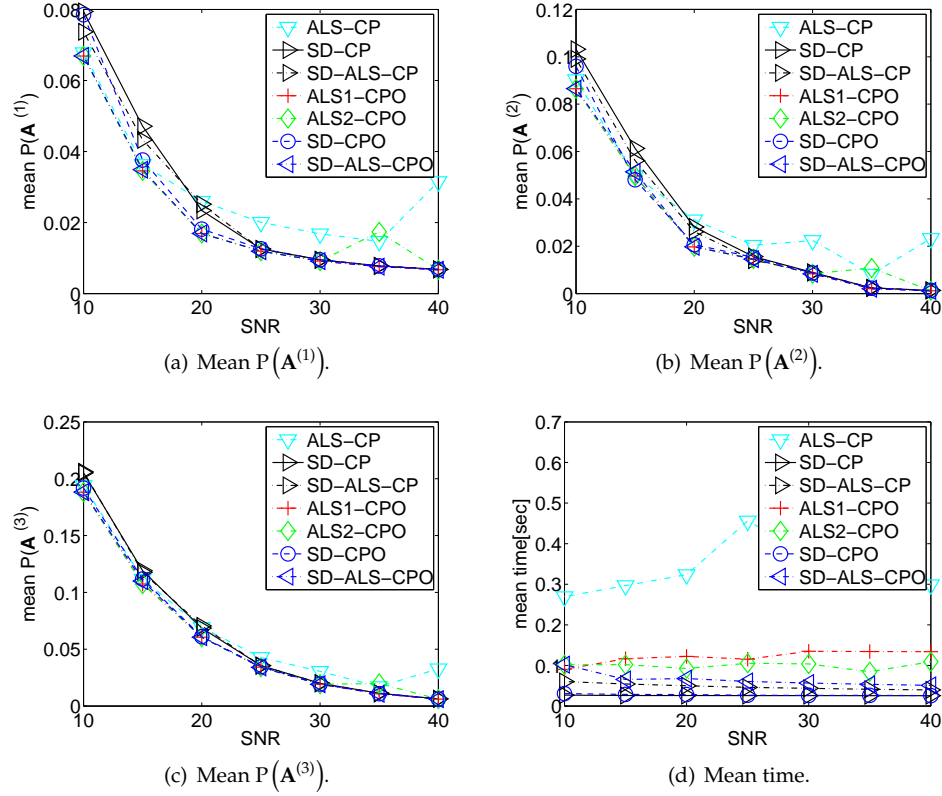 0.08
0.06
0.04
0.02
0
10
20
30
40
SNR
mean P(A (1))
ALS−CP
SD−CP
SD−ALS−CP
ALS1−CPO
ALS2−CPO
SD−CPO
SD−ALS−CPO
(a) Mean P(A(1)).
0.12
0.1
0.08
0.06
0.04
0.02
0
10
20
30
40
SNR
mean P(A (2))
ALS−CP
SD−CP
SD−ALS−CP
ALS1−CPO
ALS2−CPO
SD−CPO
SD−ALS−CPO
(b) Mean P(A(2)).
0.25
0.2
0.15
0.1
0.05
0
10
20
30
40
SNR
mean P(A (3))
ALS−CP
SD−CP
SD−ALS−CP
ALS1−CPO
ALS2−CPO
SD−CPO
SD−ALS−CPO
(c) Mean P(A(3)).
0.7
0.6
0.5
0.4
0.3
0.2
0.1
0
10
20
30
40
SNR
mean time[sec]
ALS−CP
SD−CP
SD−ALS−CP
ALS1−CPO
ALS2−CPO
SD−CPO
SD−ALS−CPO
(d) Mean time.